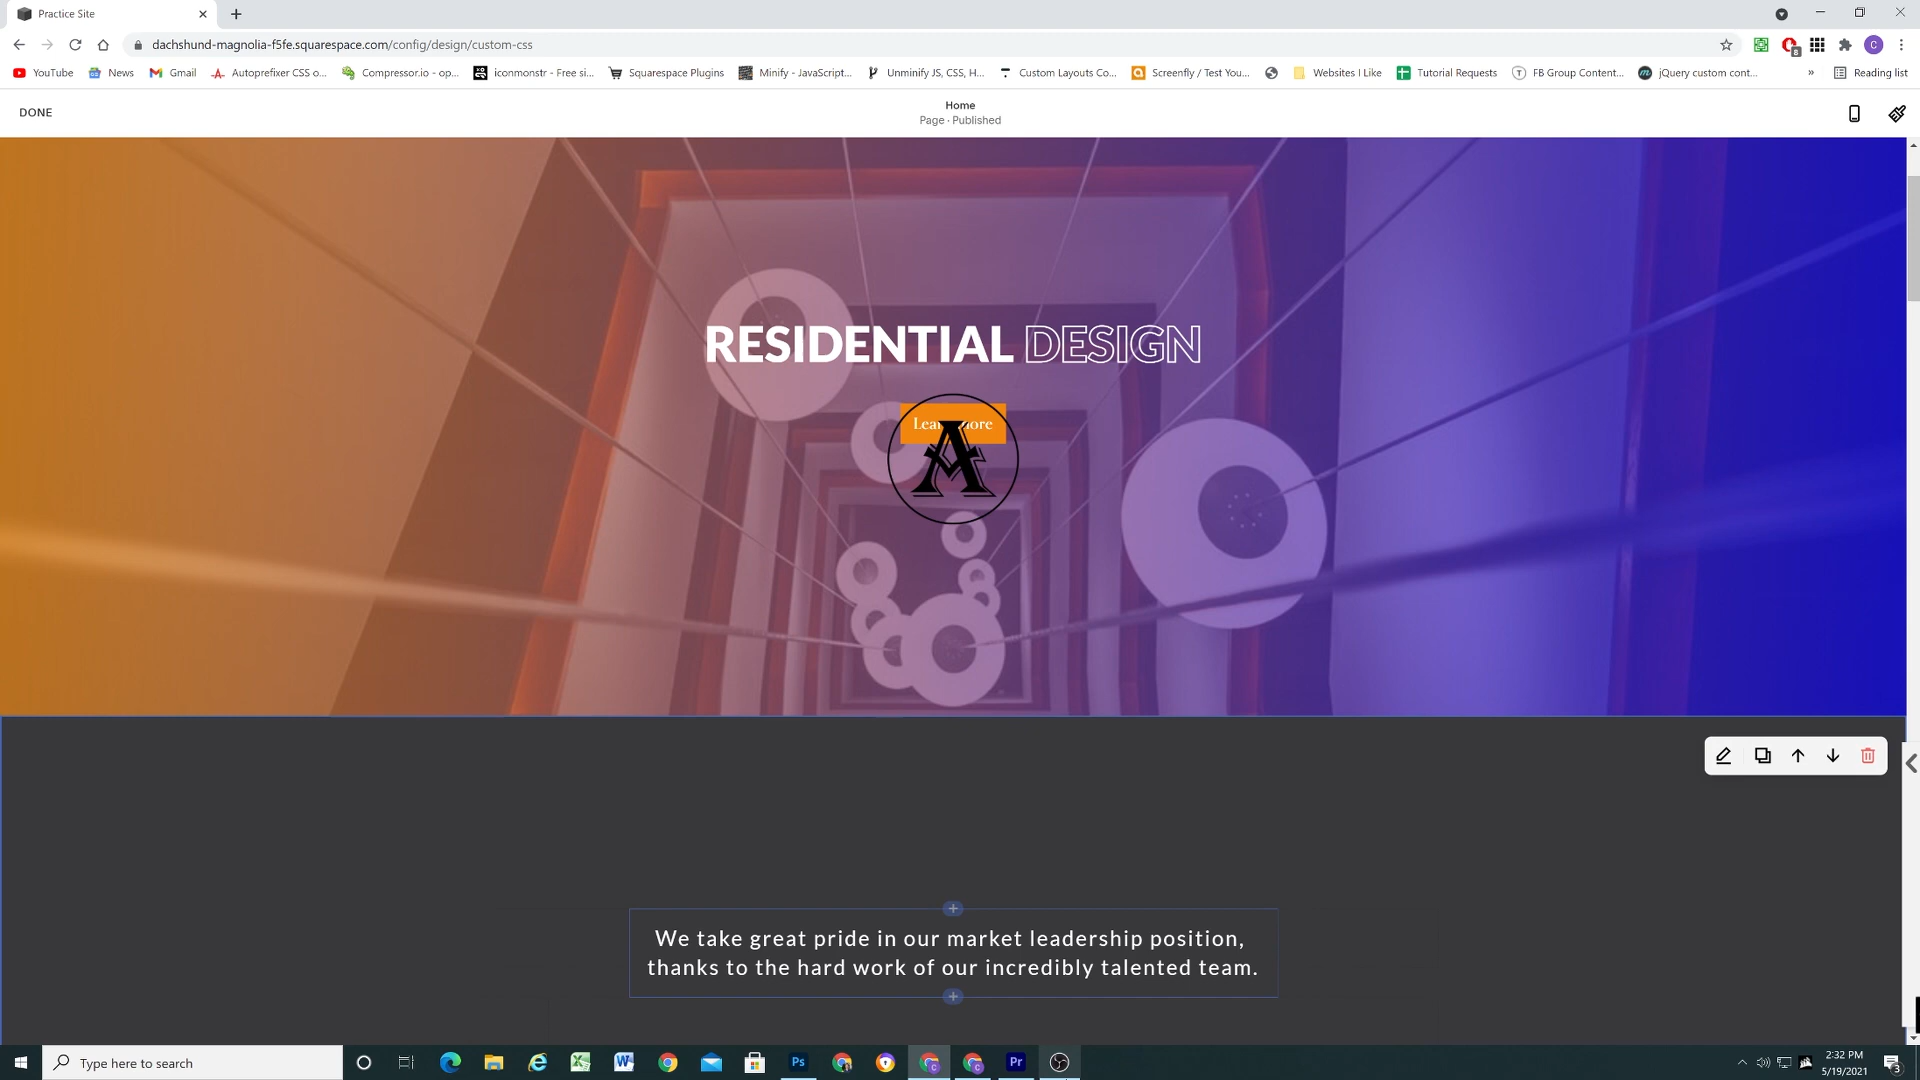 Practice Site
dachshund-magnolia-f5fe.squarespace.com/config/design/custom-css
8
C
YouTube
News
Gmail
Autoprefixer CSS o...
Compressor.io - op...
iconmonstr - Free si...
Squarespace Plugins
Minify - JavaScript...
Unminify JS, CSS, H...
Custom Layouts Co...
Screenfly / Test You...
Websites I Like
Tutorial Requests
FB Group Content...
jQuery custom cont...
»
Reading list
DONE
Home
Page · Published
RESIDENTIAL DESIGN
A
We take great pride in our market leadership position,
thanks to the hard work of our incredibly talented team.
Type here to search
Ps
Pr
2:32 PM
5/19/2021
3